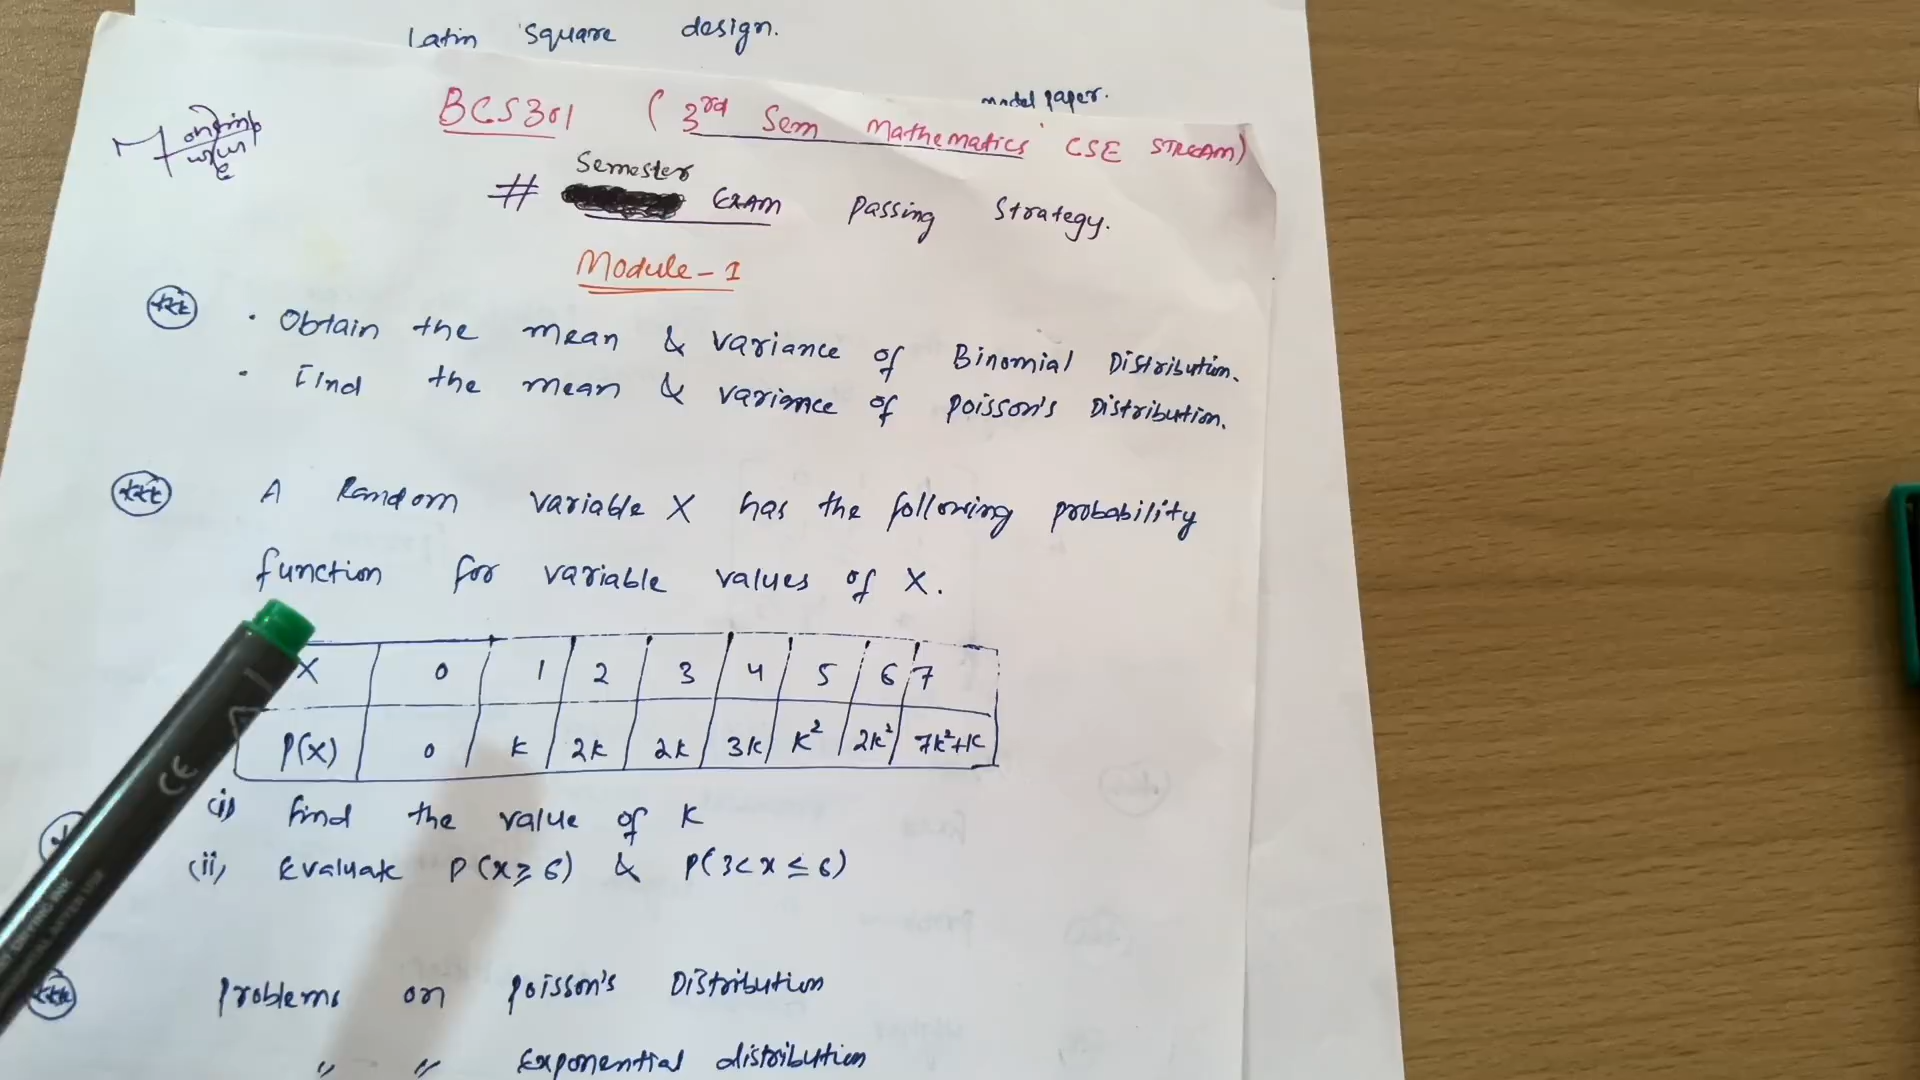 Latin Square design.
model paper.
BCS301 (3rd Sem Mathematics CSE STREAM)
Semester
# EXAM Passing Strategy.
Module-1
• Obtain the mean & variance of Binomial Distribution.
• Find the mean & variance of Poisson's Distribution.
A Random variable X has the following probability
function for variable values of X.
X 0 1 2 3 4 5 6 7
P(X) 0 K 2K 2K 3K K² 2K² 7K²+K
(i) Find the value of K
(ii) Evaluate P(x≥6) & P(3<x≤6)
Problems on Poisson's Distribution
" " Exponential distribution
CE